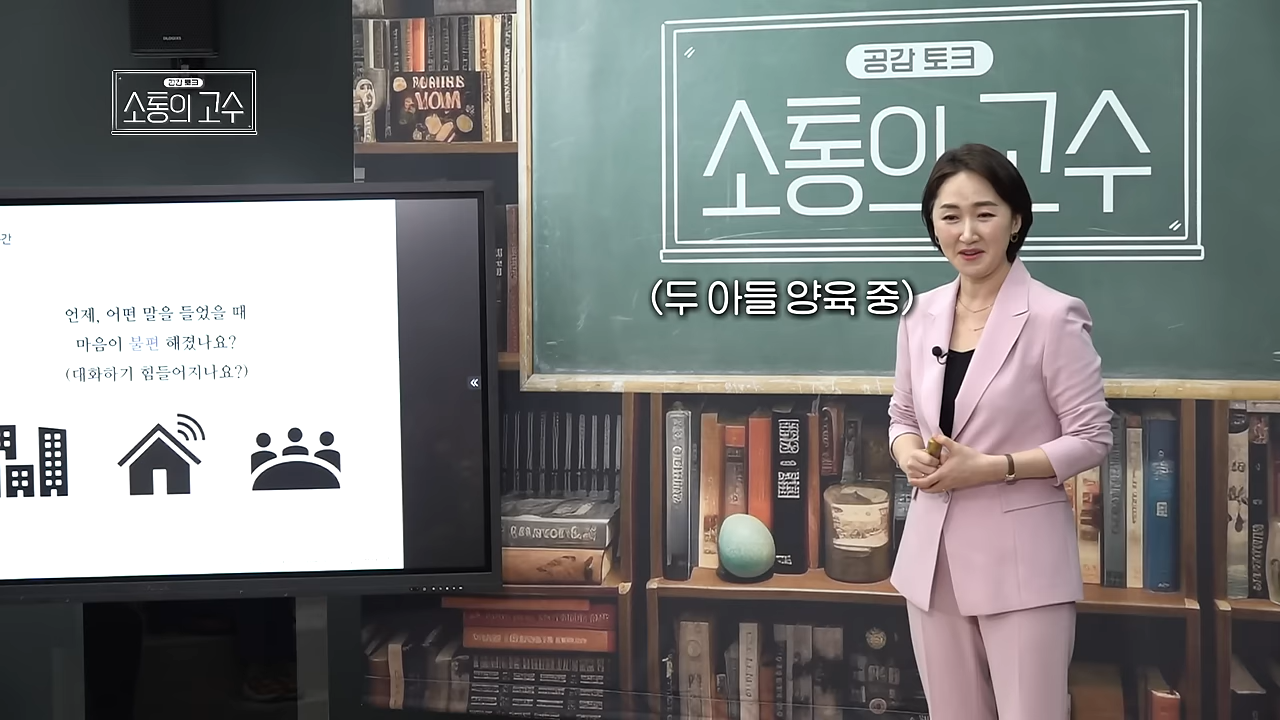 공감 토크
소통의 고수
공감 토크
소통의 고수
간
언제, 어떤 말을 들었을 때
마음이 불편 해졌나요?
(대화하기 힘들어지나요?)
(두 아들 양육 중)